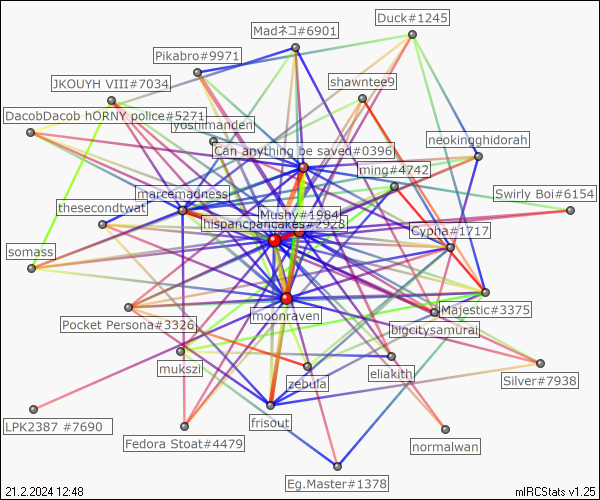 Duck#1245
Madネコ#6901
Pikabro#9971
shawntee9
JKOUYH VIII#7034
DacobDacob hORNY police#5271
yoshimanden
neokingghidorah
Can anything be saved#0396
ming#4742
marcemadness
Swirly Boi#6154
thesecondtwat
Mushy#1984
hispancpancakes#2928
Cypha#1717
somass
Majestic#3375
moonraven
Pocket Persona#3326
bigcitysamurai
mukszi
eliakith
zebula
Silver#7938
frisout
LPK2387 #7690
Fedora Stoat#4479
normalwan
Eg.Master#1378
21.2.2024 12:48
mIRCStats v1.25